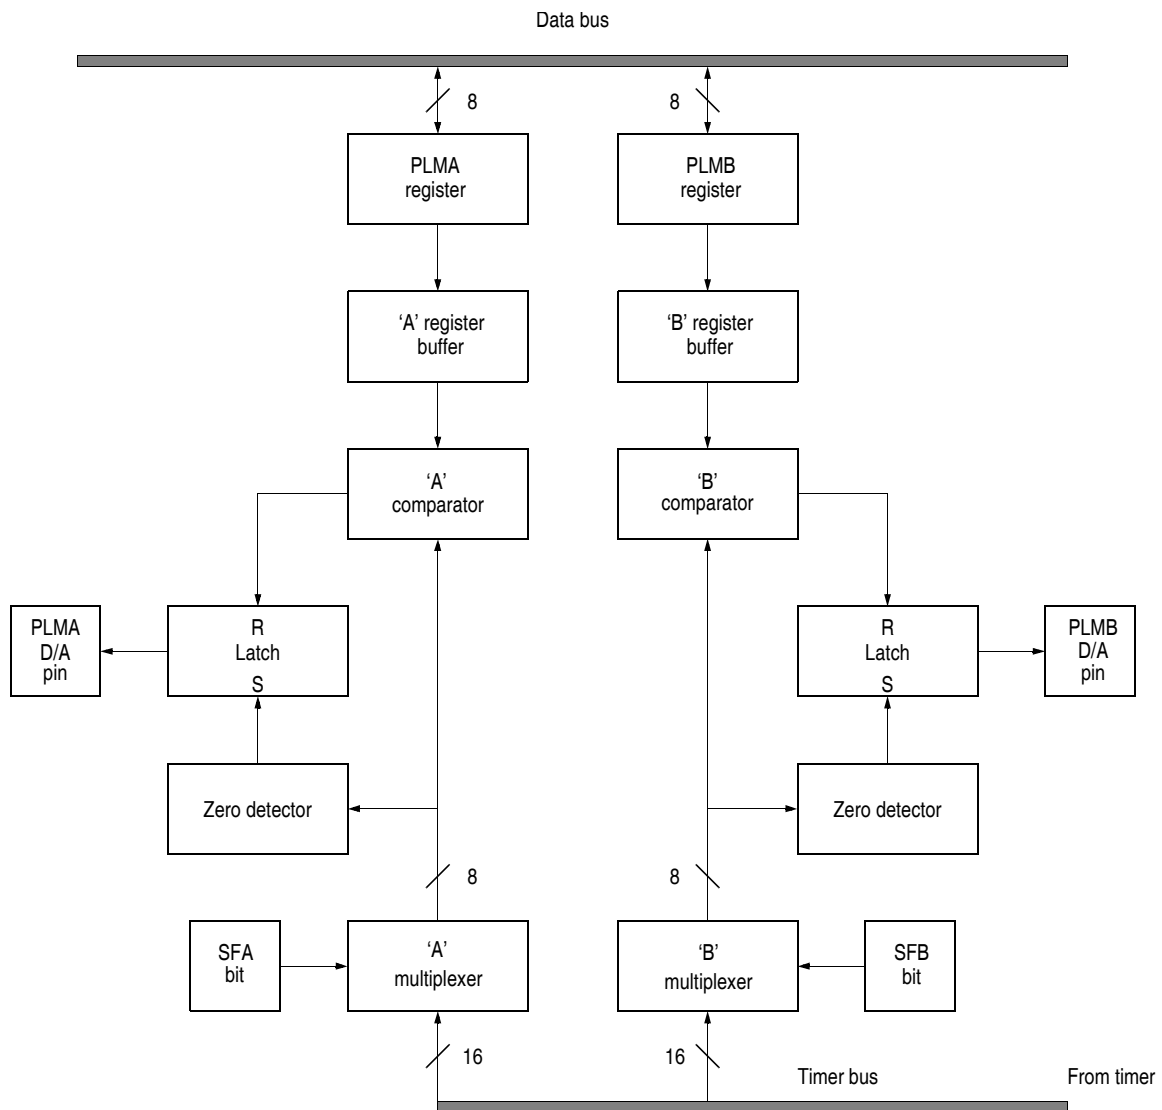 Data bus
8
8
PLMA
register
PLMB
register
‘A’ register
buffer
‘B’ register
buffer
‘A’
comparator
‘B’
comparator
PLMA
D/A
pin
R
Latch
S
R
Latch
S
PLMB
D/A
pin
Zero detector
Zero detector
8
8
SFA
bit
‘A’
multiplexer
‘B’
multiplexer
SFB
bit
16
16
Timer bus
From timer